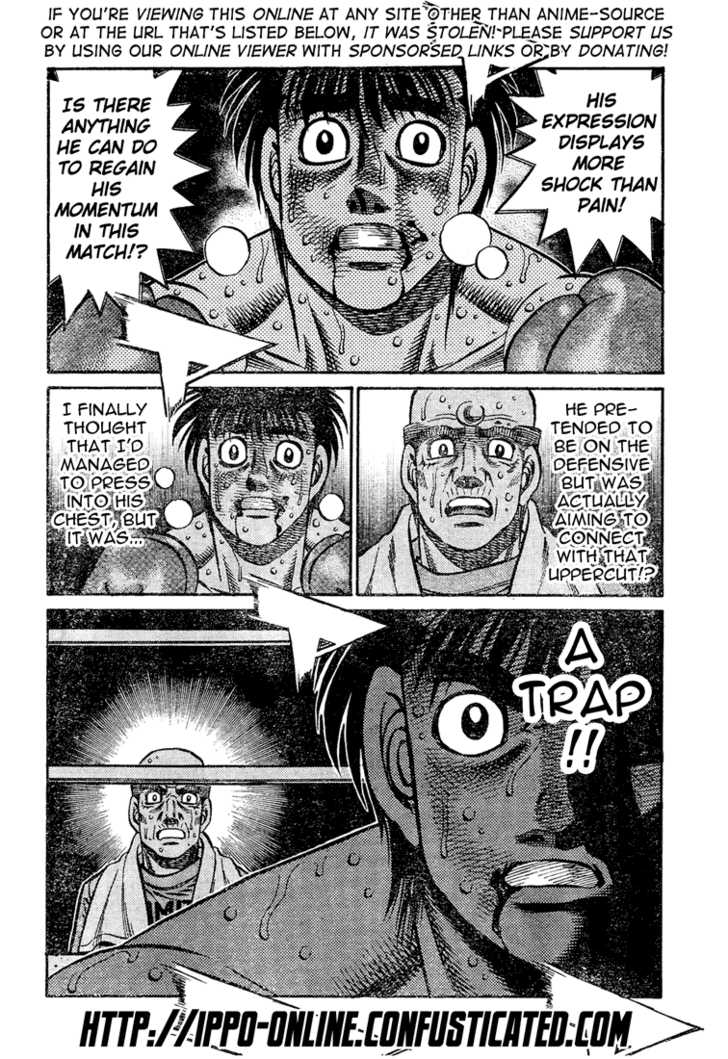 IF YOU'RE VIEWING THIS ONLINE AT ANY SITE OTHER THAN ANIME-SOURCE
OR AT THE URL THAT'S LISTED BELOW, IT WAS STOLEN! PLEASE SUPPORT US
BY USING OUR ONLINE VIEWER WITH SPONSORSED LINKS OR BY DONATING!
HIS
EXPRESSION
DISPLAYS
MORE
SHOCK THAN
PAIN!
IS THERE
ANYTHING
HE CAN DO
TO REGAIN
HIS
MOMENTUM
IN THIS
MATCH!?
HE PRE-
TENDED TO
BE ON THE
DEFENSIVE
BUT WAS
ACTUALLY
AIMING TO
CONNECT
WITH THAT
UPPERCUT!?
I FINALLY
THOUGHT
THAT I'D
MANAGED
TO PRESS
INTO HIS
CHEST, BUT
IT WAS...
A
TRAP
!!
HTTP://IPPO-ONLINE.CONFUSTICATED.COM